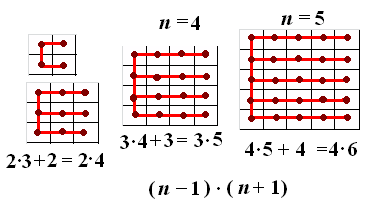 n = 4
n = 5
2·3+2 = 2·4
3·4+3 = 3·5
4·5 + 4 =4·6
(n −1) · (n + 1)